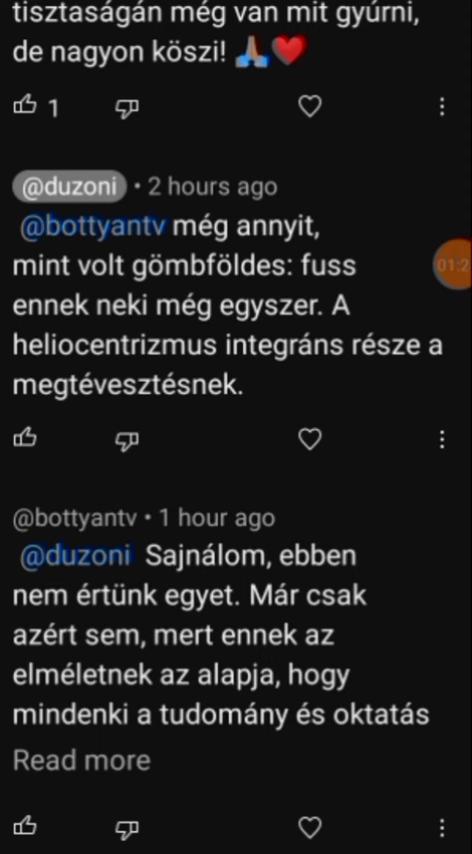 tisztaságán még van mit gyúrni,
de nagyon köszi! 🙏🏽❤️
1
@duzoni • 2 hours ago
@bottyantv még annyit,
mint volt gömbföldes: fuss
01:2
ennek neki még egyszer. A
heliocentrizmus integráns része a
megtévesztésnek.
@bottyantv • 1 hour ago
@duzoni Sajnálom, ebben
nem értünk egyet. Már csak
azért sem, mert ennek az
elméletnek az alapja, hogy
mindenki a tudomány és oktatás
Read more